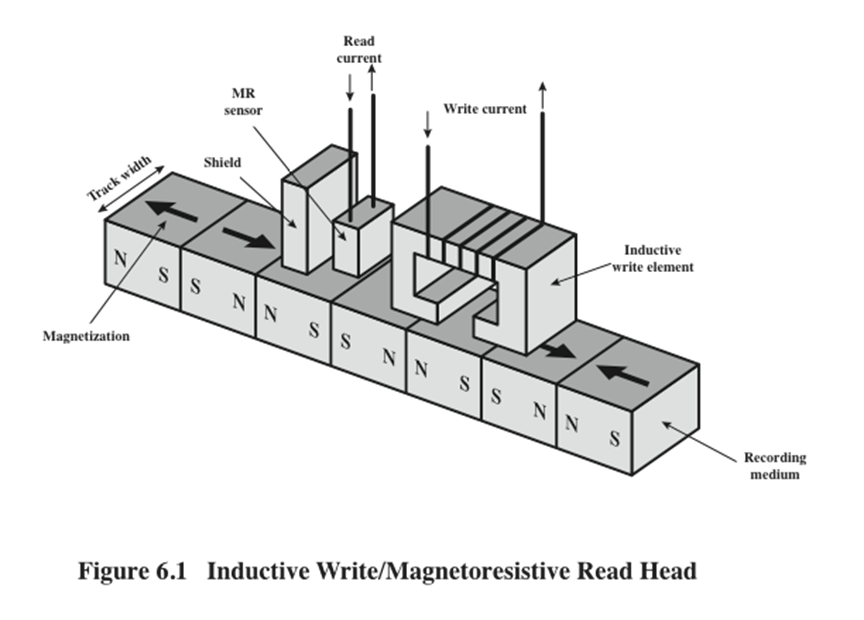 Read
current
MR
sensor
Write current
Shield
Track width
Inductive
write element
N S S N N S S N N S S N N S
Magnetization
Recording
medium
Figure 6.1 Inductive Write/Magnetoresistive Read Head